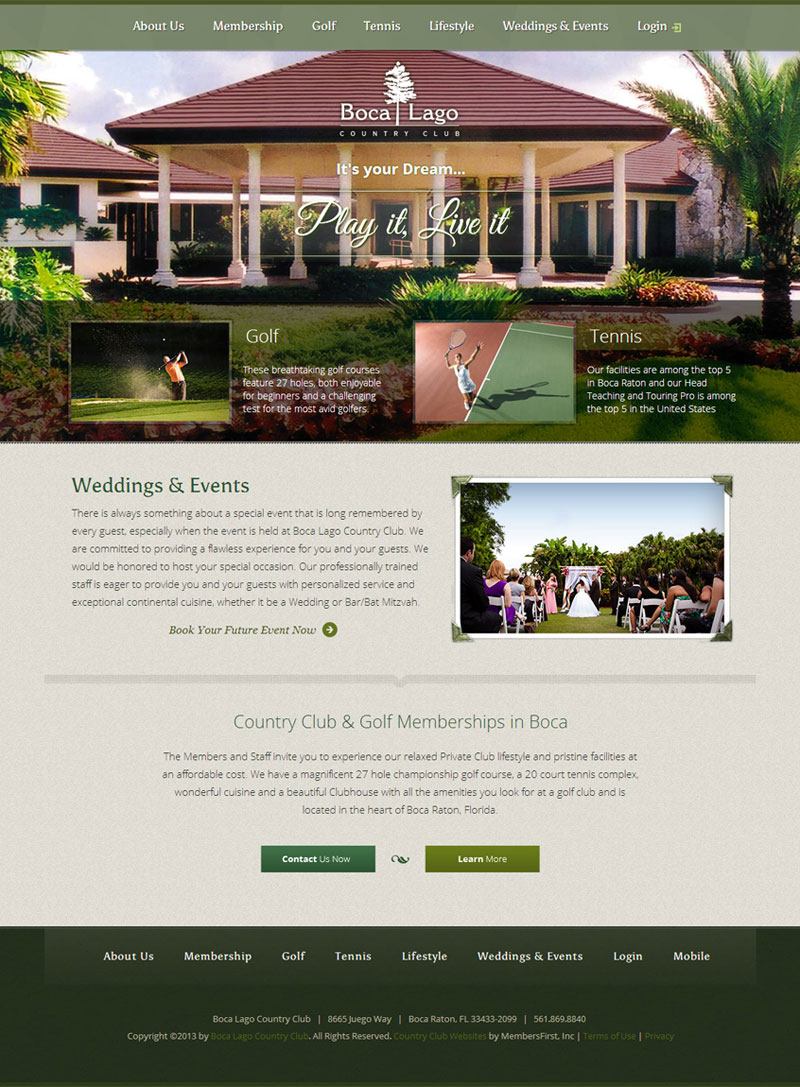 About Us Membership Golf Tennis Lifestyle Weddings & Events Login
Boca Lago
COUNTRY CLUB
It's your Dream...
Play it, Live it
Golf
These breathtaking golf courses
feature 27 holes, both enjoyable
for beginners and a challenging
test for the most avid golfers.
Tennis
Our facilities are among the top 5
in Boca Raton and our Head
Teaching and Touring Pro is among
the top 5 in the United States
Weddings & Events
There is always something about a special event that is long remembered by
every guest, especially when the event is held at Boca Lago Country Club. We
are committed to providing a flawless experience for you and your guests. We
would be honored to host your special occasion. Our professionally trained
staff is eager to provide you and your guests with personalized service and
exceptional continental cuisine, whether it be a Wedding or Bar/Bat Mitzvah.
Book Your Future Event Now
Country Club & Golf Memberships in Boca
The Members and Staff invite you to experience our relaxed Private Club lifestyle and pristine facilities at
an affordable cost. We have a magnificent 27 hole championship golf course, a 20 court tennis complex,
wonderful cuisine and a beautiful Clubhouse with all the amenities you look for at a golf club and is
located in the heart of Boca Raton, Florida.
Contact Us Now
Learn More
About Us Membership Golf Tennis Lifestyle Weddings & Events Login Mobile
Boca Lago Country Club | 8665 Juego Way | Boca Raton, FL 33433-2099 | 561.869.8840
Copyright ©2013 by Boca Lago Country Club. All Rights Reserved. Country Club Websites by MembersFirst, Inc | Terms of Use | Privacy